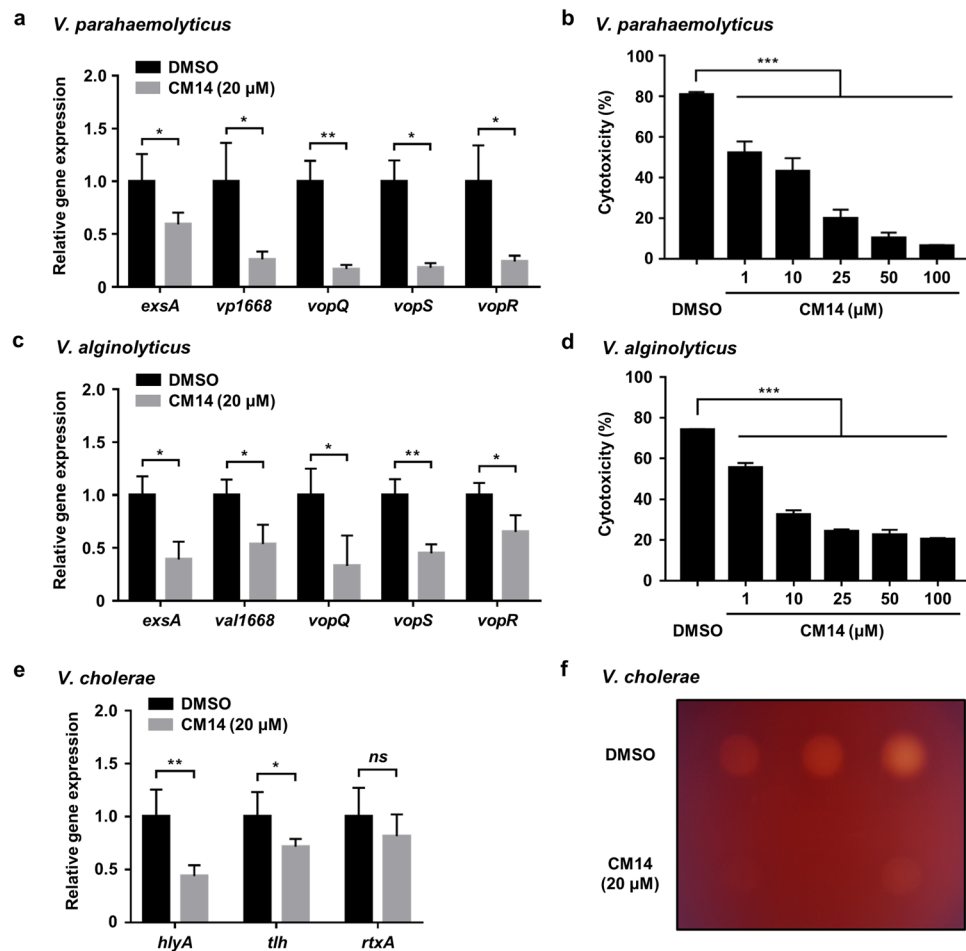 a V. parahaemolyticus
DMSO
CM14 (20 µM)
Relative gene expression
2.0
1.5
1.0
0.5
0
* * ** * *
exsA vp1668 vopQ vopS vopR
b V. parahaemolyticus
Cytotoxicity (%)
100
80
60
40
20
0
***
1 10 25 50 100
DMSO CM14 (µM)
c V. alginolyticus
DMSO
CM14 (20 µM)
Relative gene expression
2.0
1.5
1.0
0.5
0
* * * ** *
exsA val1668 vopQ vopS vopR
d V. alginolyticus
Cytotoxicity (%)
100
80
60
40
20
0
***
1 10 25 50 100
DMSO CM14 (µM)
e V. cholerae
DMSO
CM14 (20 µM)
Relative gene expression
2.0
1.5
1.0
0.5
0
** * ns
hlyA tlh rtxA
f V. cholerae
DMSO
CM14
(20 µM)